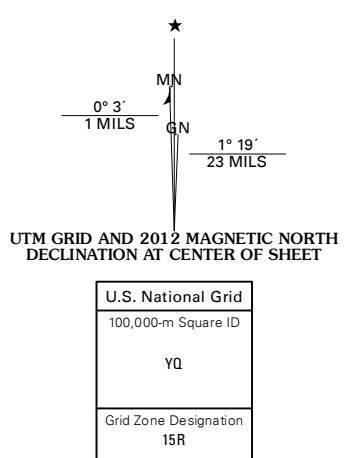 MN
0° 3´
1 MILS
GN
1° 19´
23 MILS
UTM GRID AND 2012 MAGNETIC NORTH
DECLINATION AT CENTER OF SHEET
U.S. National Grid
100,000-m Square ID
YQ
Grid Zone Designation
15R